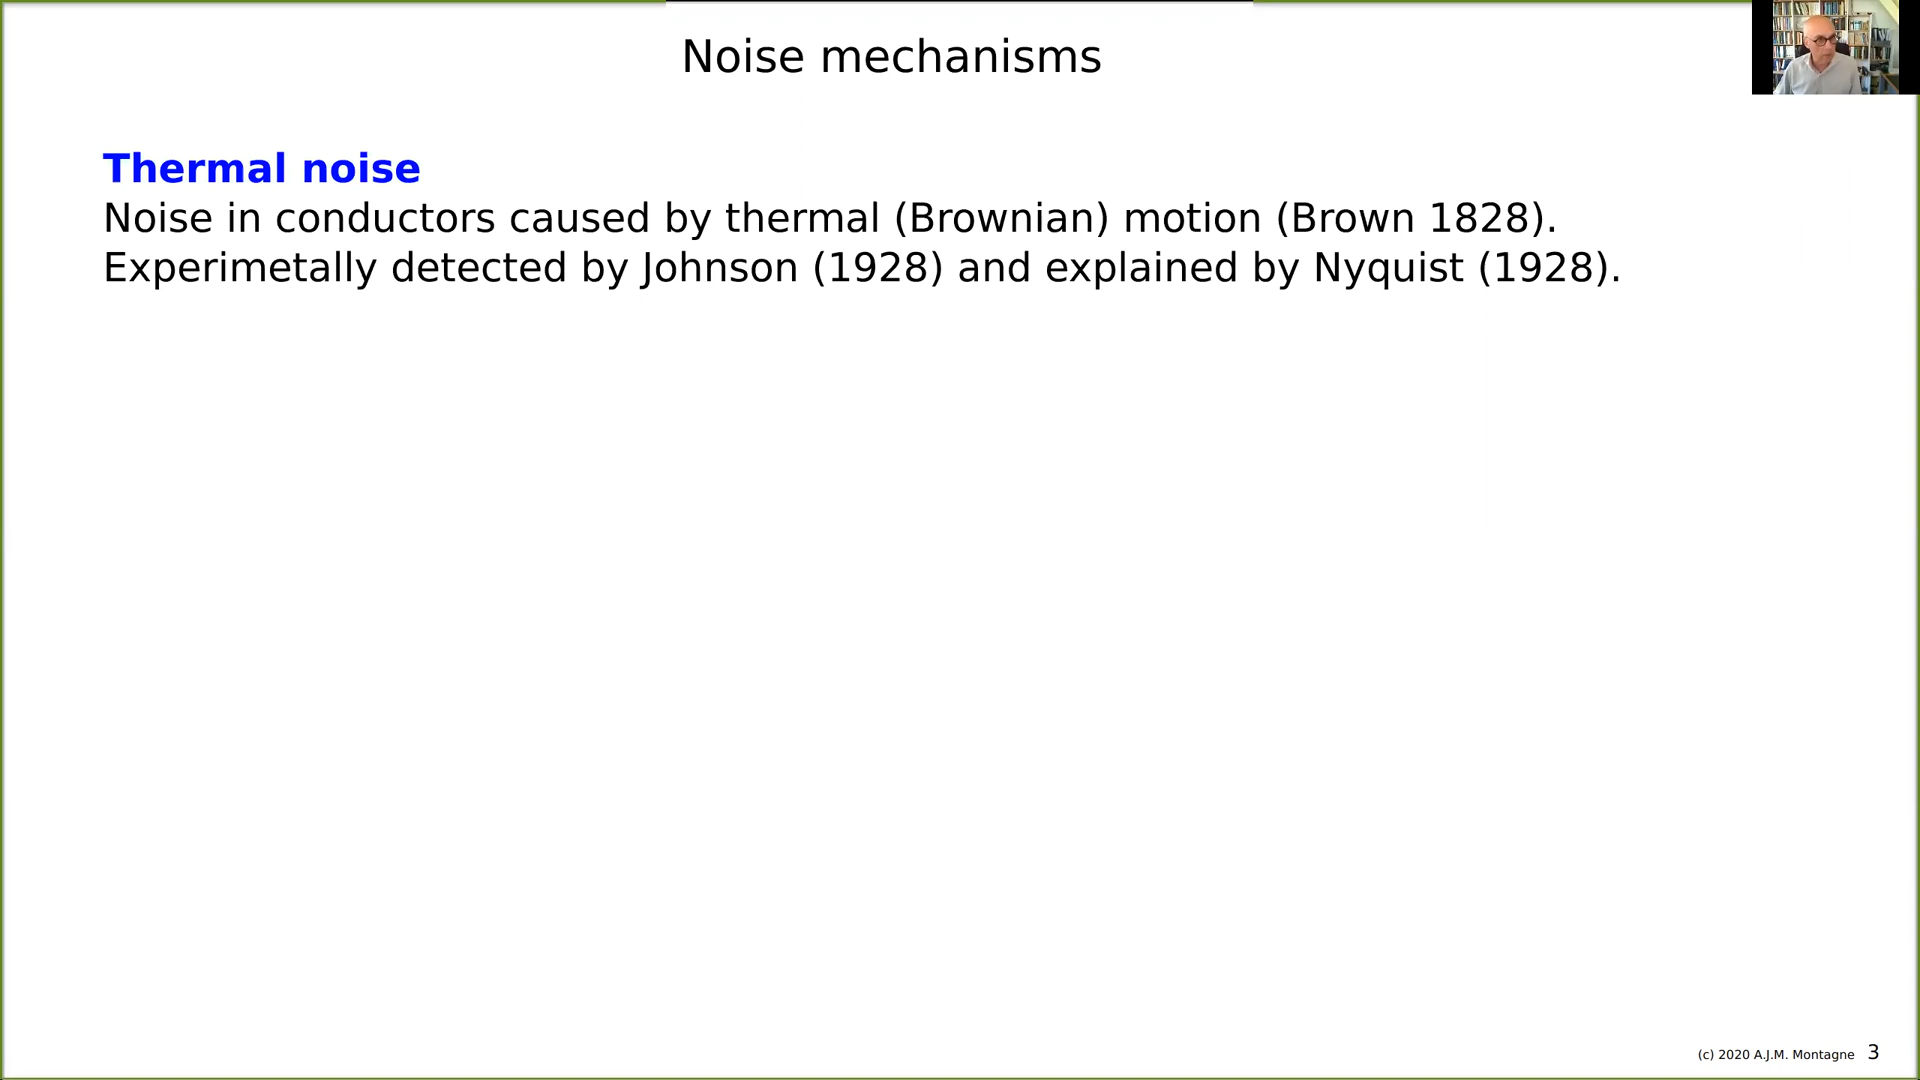 Noise mechanisms
Thermal noise
Noise in conductors caused by thermal (Brownian) motion (Brown 1828).
Experimetally detected by Johnson (1928) and explained by Nyquist (1928).
(c) 2020 A.J.M. Montagne 3